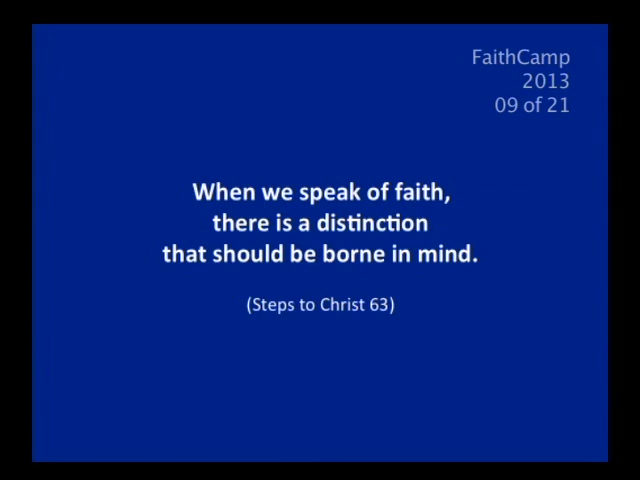 FaithCamp
2013
09 of 21
When we speak of faith,
there is a distinction
that should be borne in mind.
(Steps to Christ 63)